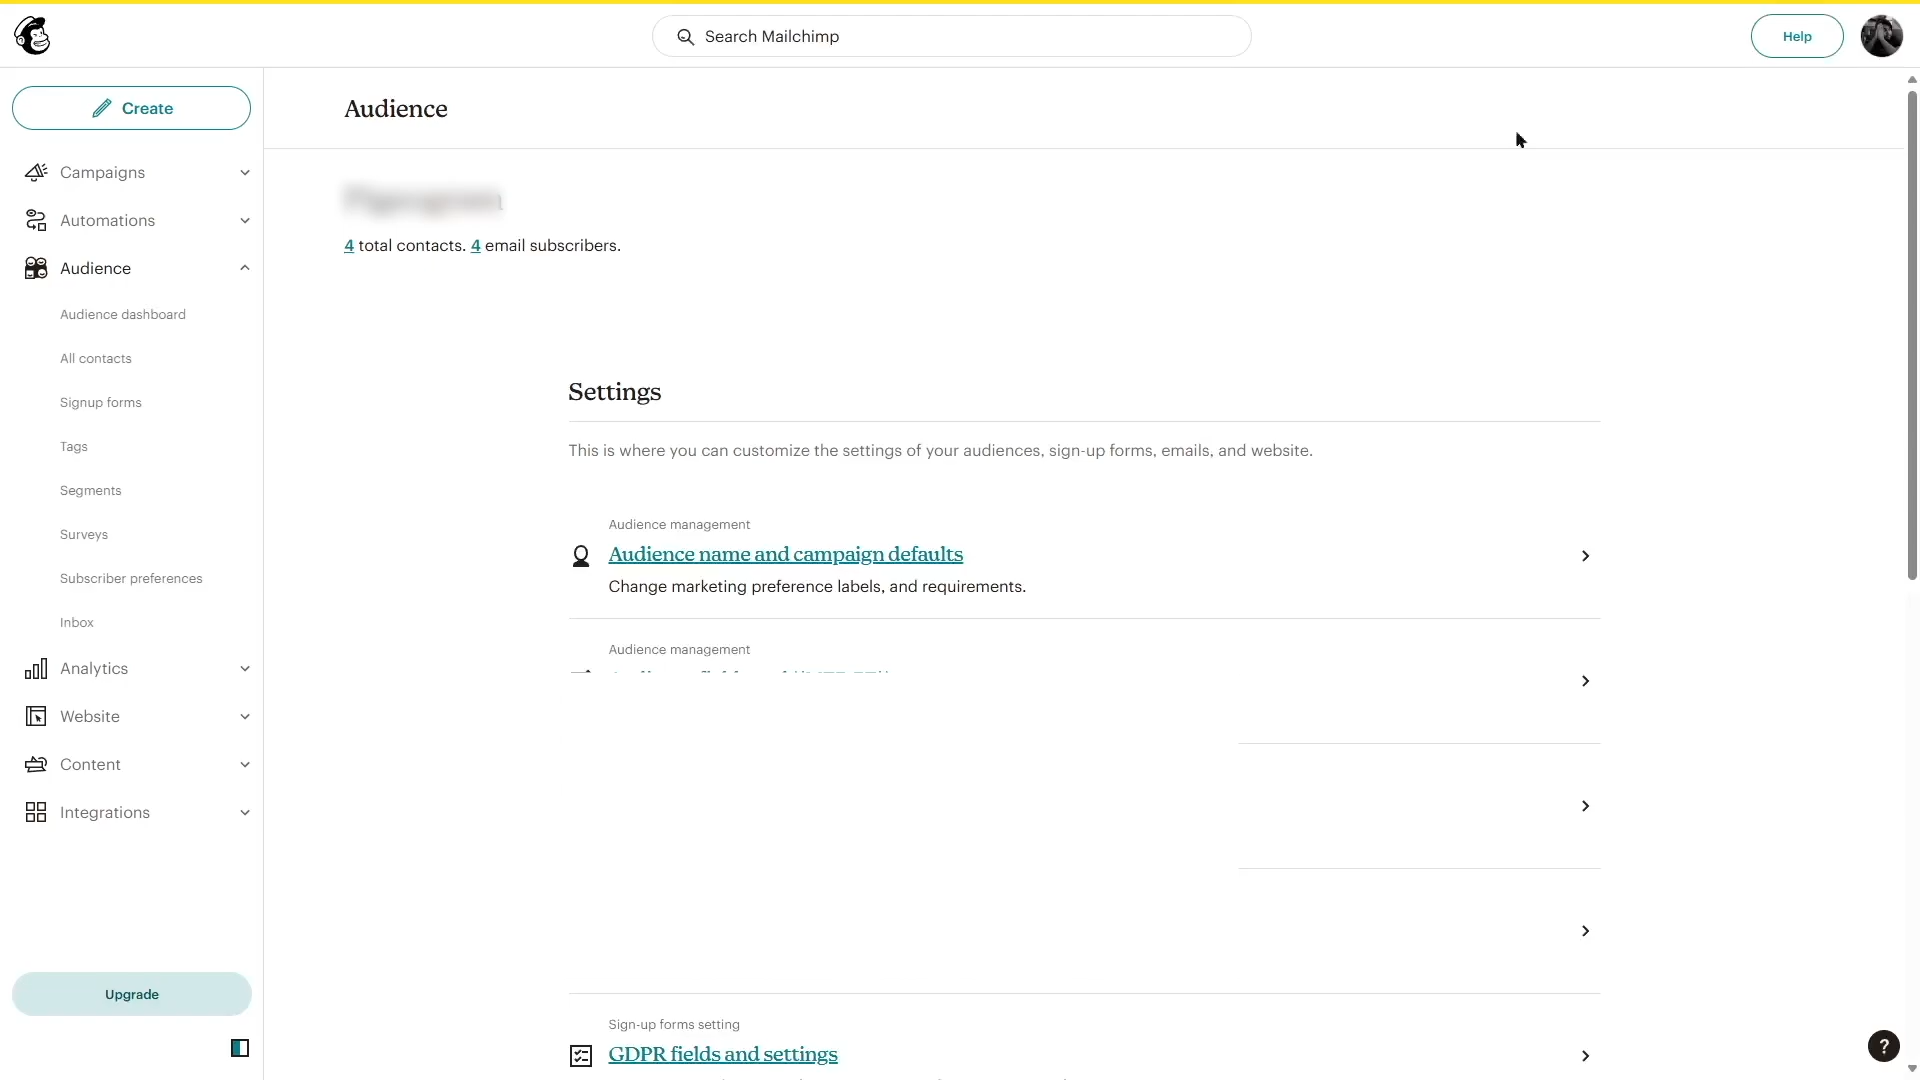 Search Mailchimp
Help
Create
Campaigns
Automations
Audience
Audience dashboard
All contacts
Signup forms
Tags
Segments
Surveys
Subscriber preferences
Inbox
Analytics
Website
Content
Integrations
Upgrade
Audience
4 total contacts. 4 email subscribers.
Settings
This is where you can customize the settings of your audiences, sign-up forms, emails, and website.
Audience management
Audience name and campaign defaults
Change marketing preference labels, and requirements.
Audience management
Sign-up forms setting
GDPR fields and settings
?